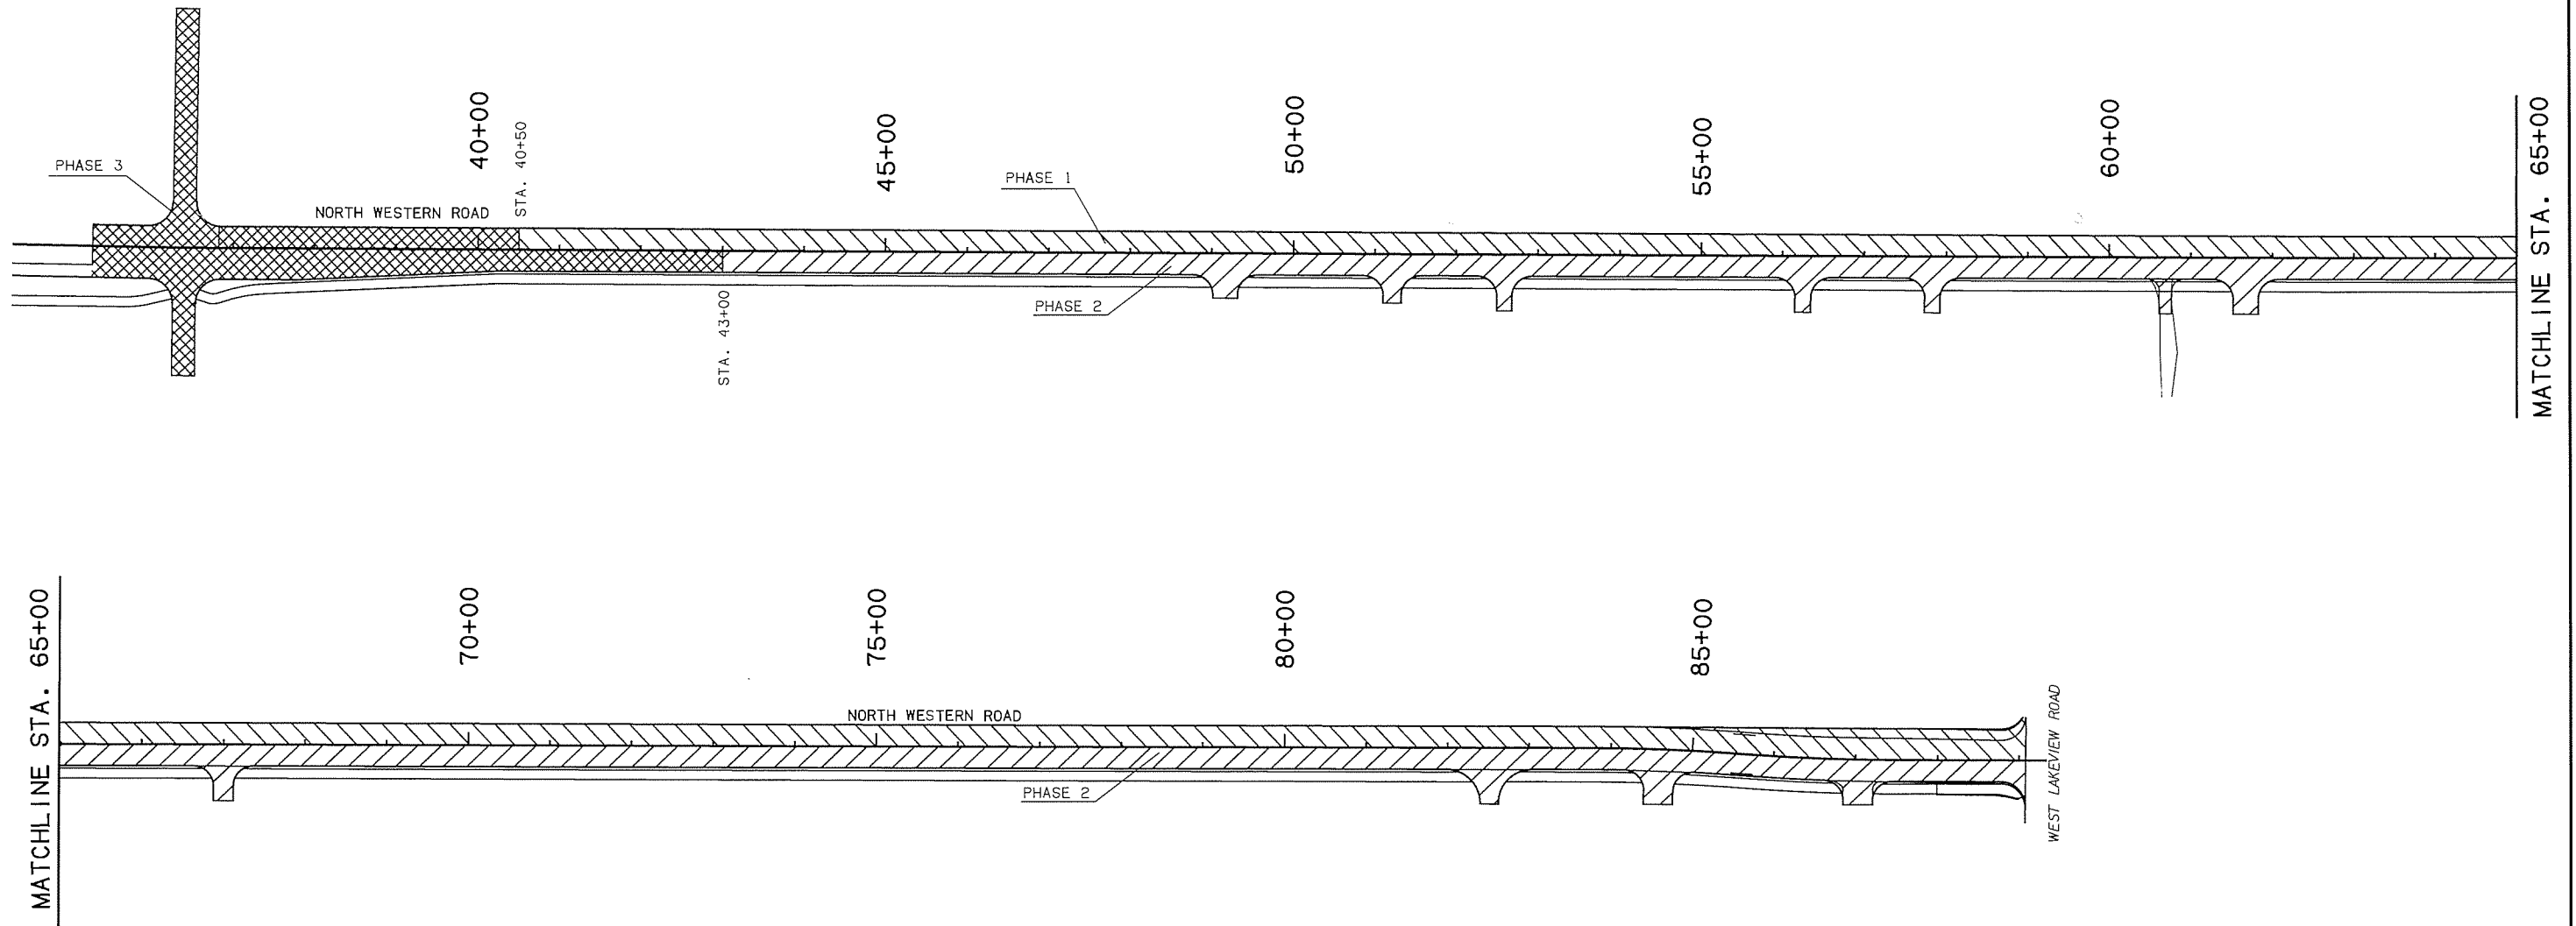 PHASE 3
NORTH WESTERN ROAD
40+00
STA. 40+50
STA. 43+00
45+00
PHASE 1
PHASE 2
50+00
55+00
60+00
MATCHLINE STA. 65+00
MATCHLINE STA. 65+00
70+00
75+00
NORTH WESTERN ROAD
PHASE 2
80+00
85+00
WEST LAKEVIEW ROAD